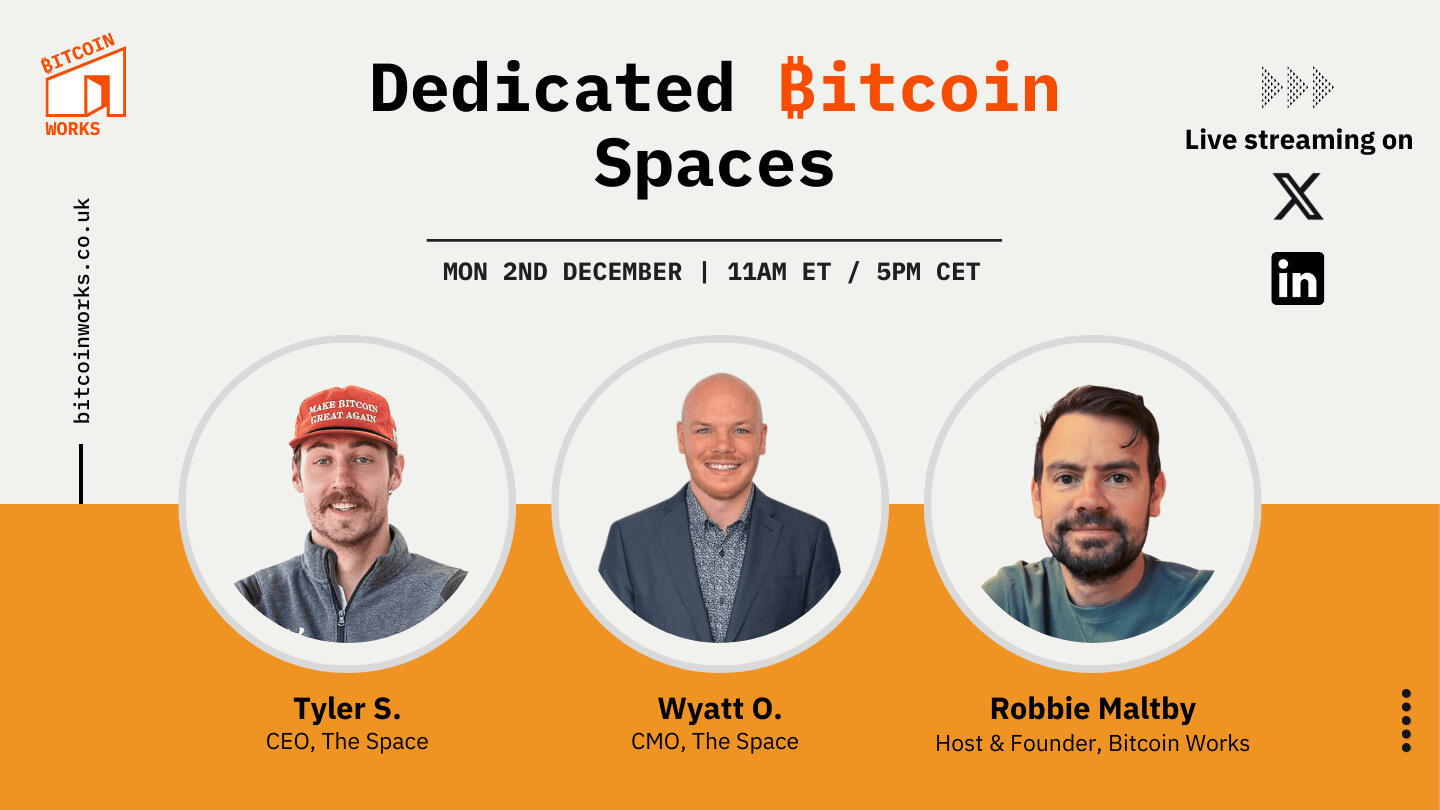 ₿ITCOIN
WORKS
bitcoinworks.co.uk
Dedicated ₿itcoin
Spaces
MON 2ND DECEMBER | 11AM ET / 5PM CET
Live streaming on
X
in
MAKE BITCOIN
GREAT AGAIN
Tyler S.
CEO, The Space
Wyatt O.
CMO, The Space
Robbie Maltby
Host & Founder, Bitcoin Works